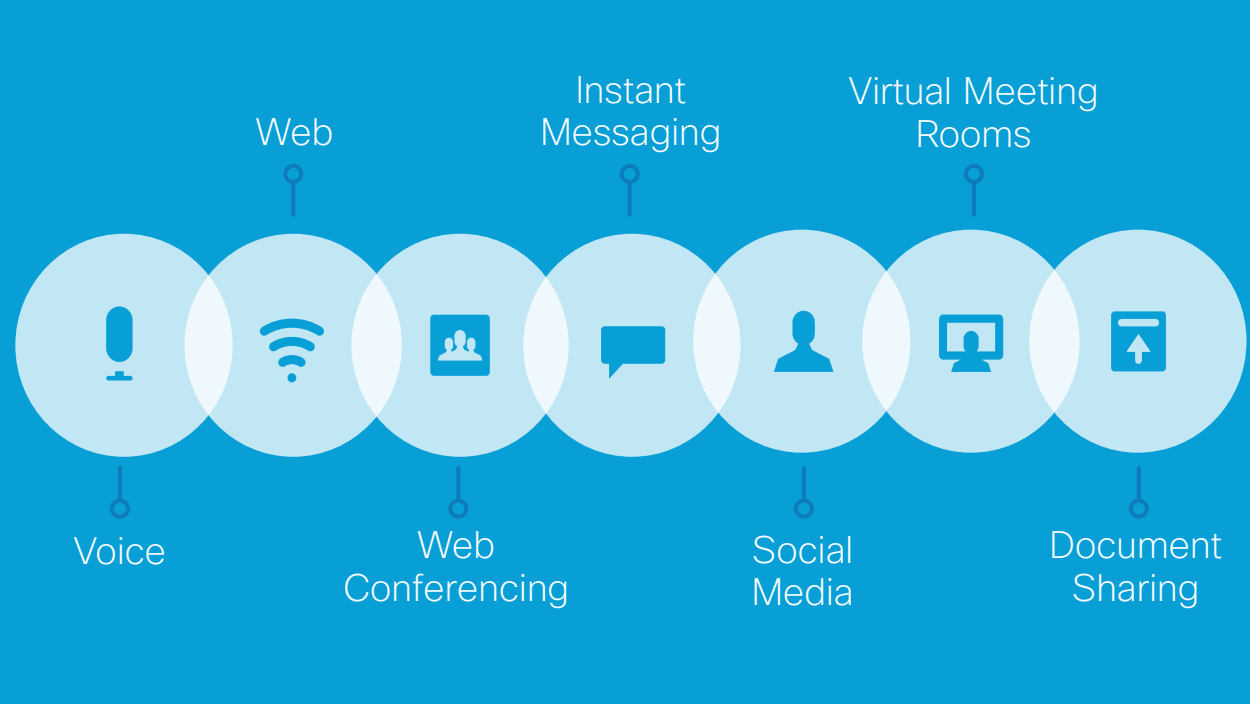 Instant
Messaging
Virtual Meeting
Rooms
Web
Voice
Web
Conferencing
Social
Media
Document
Sharing